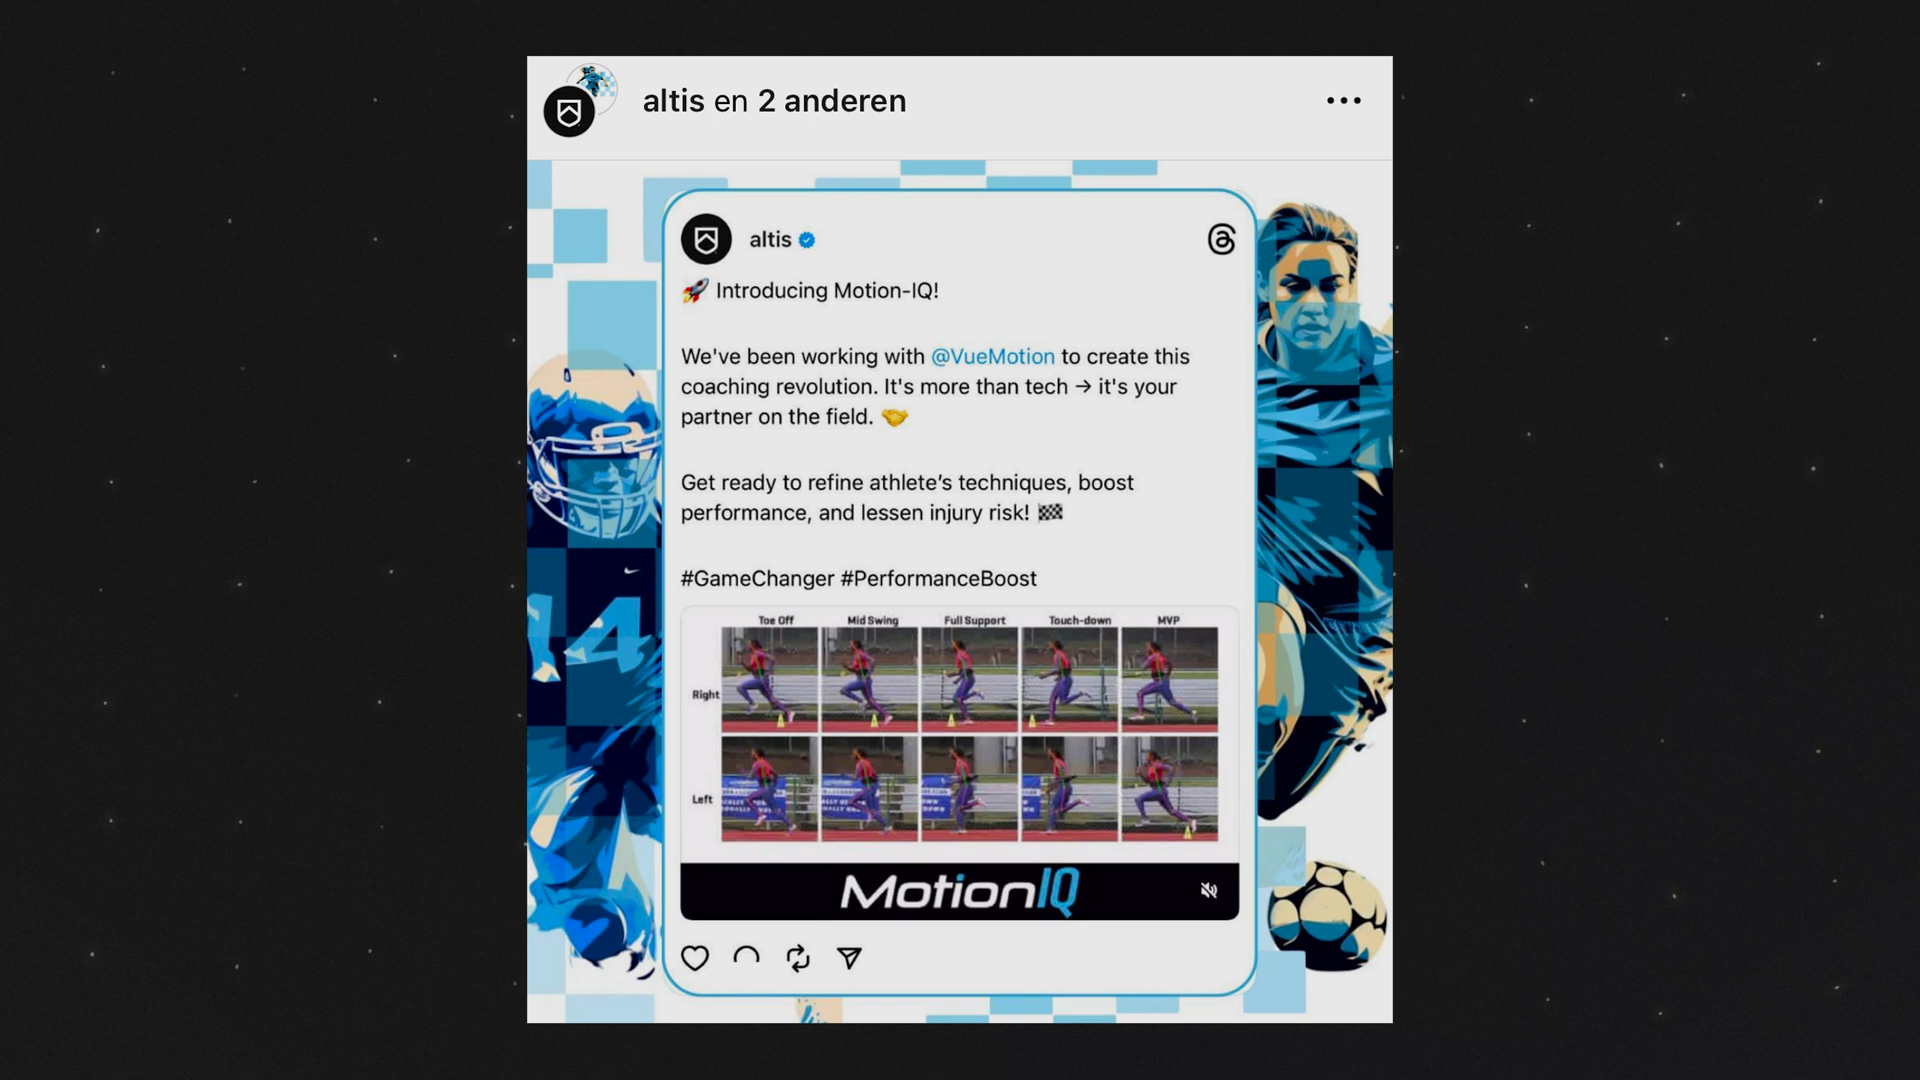 altis en 2 anderen
altis
🚀 Introducing Motion-IQ!
We've been working with @VueMotion to create this
coaching revolution. It's more than tech → it's your
partner on the field. 🤝
Get ready to refine athlete's techniques, boost
performance, and lessen injury risk! 🏁
#GameChanger #PerformanceBoost
Toe Off Mid Swing Full Support Touch-down MVP
Right
Left
MotionIQ
14